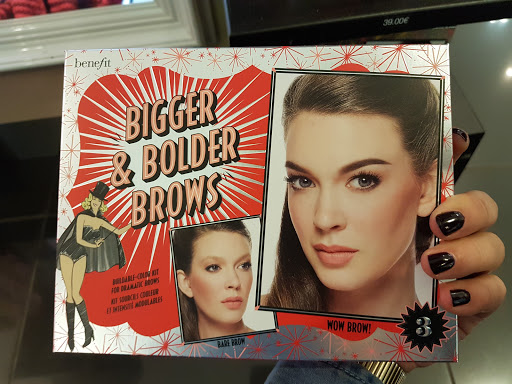 39.00€
benefit
BIGGER
& BOLDER
BROWS
BUILDABLE-COLOR KIT
FOR DRAMATIC BROWS
KIT SOURCILS COULEUR
ET INTENSITÉ MODULABLES
BARE BROW
WOW BROW!
3